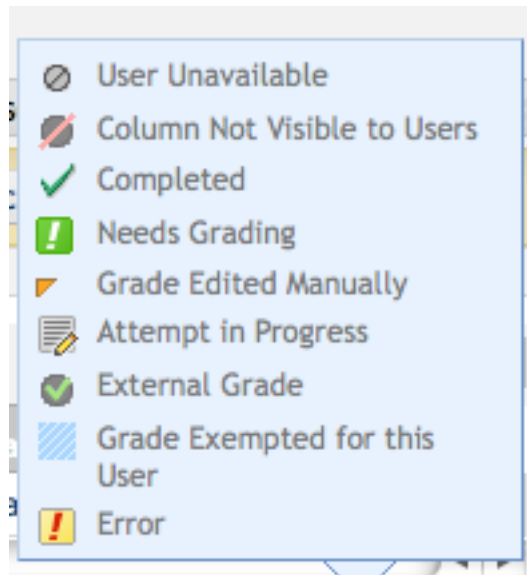 User Unavailable
Column Not Visible to Users
Completed
Needs Grading
Grade Edited Manually
Attempt in Progress
External Grade
Grade Exempted for this
User
Error